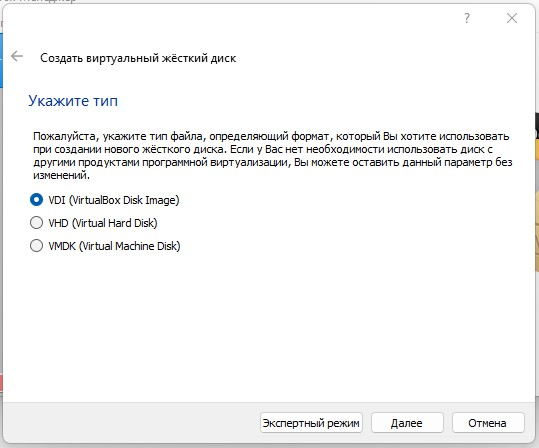 ?
Создать виртуальный жёсткий диск
Укажите тип
Пожалуйста, укажите тип файла, определяющий формат, который Вы хотите использовать
при создании нового жёсткого диска. Если у Вас нет необходимости использовать диск с
другими продуктами программной виртуализации, Вы можете оставить данный параметр без
изменений.
VDI (VirtualBox Disk Image)
VHD (Virtual Hard Disk)
VMDK (Virtual Machine Disk)
Экспертный режим Далее Отмена